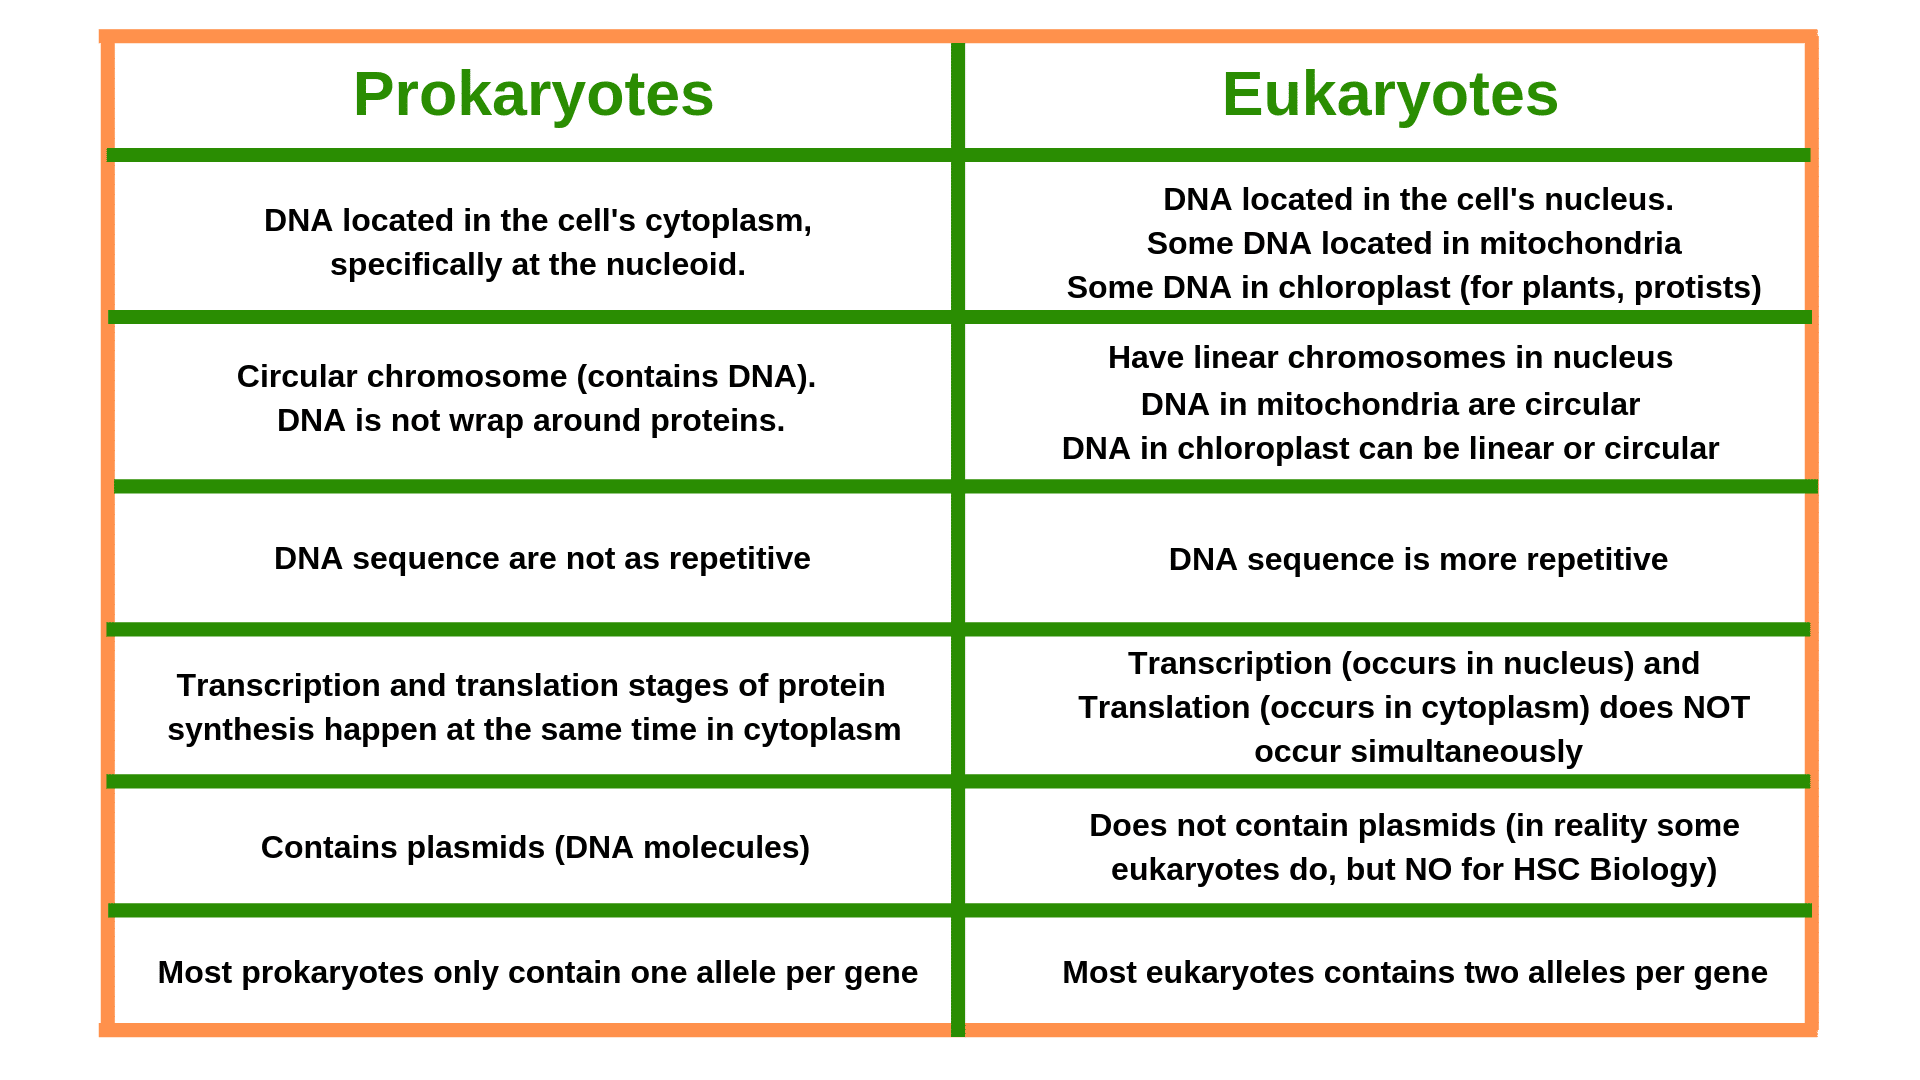 Prokaryotes
Eukaryotes
DNA located in the cell's cytoplasm,
specifically at the nucleoid.
DNA located in the cell's nucleus.
Some DNA located in mitochondria
Some DNA in chloroplast (for plants, protists)
Circular chromosome (contains DNA).
DNA is not wrap around proteins.
Have linear chromosomes in nucleus
DNA in mitochondria are circular
DNA in chloroplast can be linear or circular
DNA sequence are not as repetitive
DNA sequence is more repetitive
Transcription and translation stages of protein
synthesis happen at the same time in cytoplasm
Transcription (occurs in nucleus) and
Translation (occurs in cytoplasm) does NOT
occur simultaneously
Contains plasmids (DNA molecules)
Does not contain plasmids (in reality some
eukaryotes do, but NO for HSC Biology)
Most prokaryotes only contain one allele per gene
Most eukaryotes contains two alleles per gene